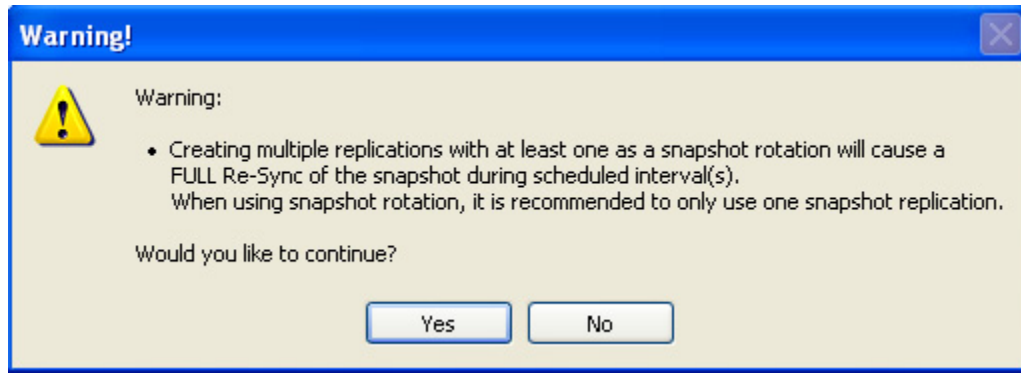 Warning!
Warning:
• Creating multiple replications with at least one as a snapshot rotation will cause a
FULL Re-Sync of the snapshot during scheduled interval(s).
When using snapshot rotation, it is recommended to only use one snapshot replication.
Would you like to continue?
Yes No